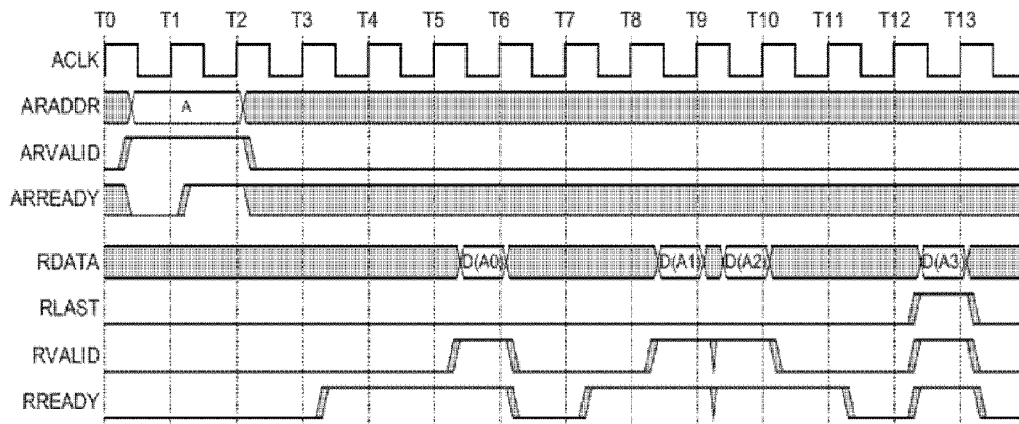 T0 T1 T2 T3 T4 T5 T6 T7 T8 T9 T10 T11 T12 T13
ACLK
ARADDR A
ARVALID
ARREADY
RDATA D(A0) D(A1) D(A2) D(A3)
RLAST
RVALID
RREADY